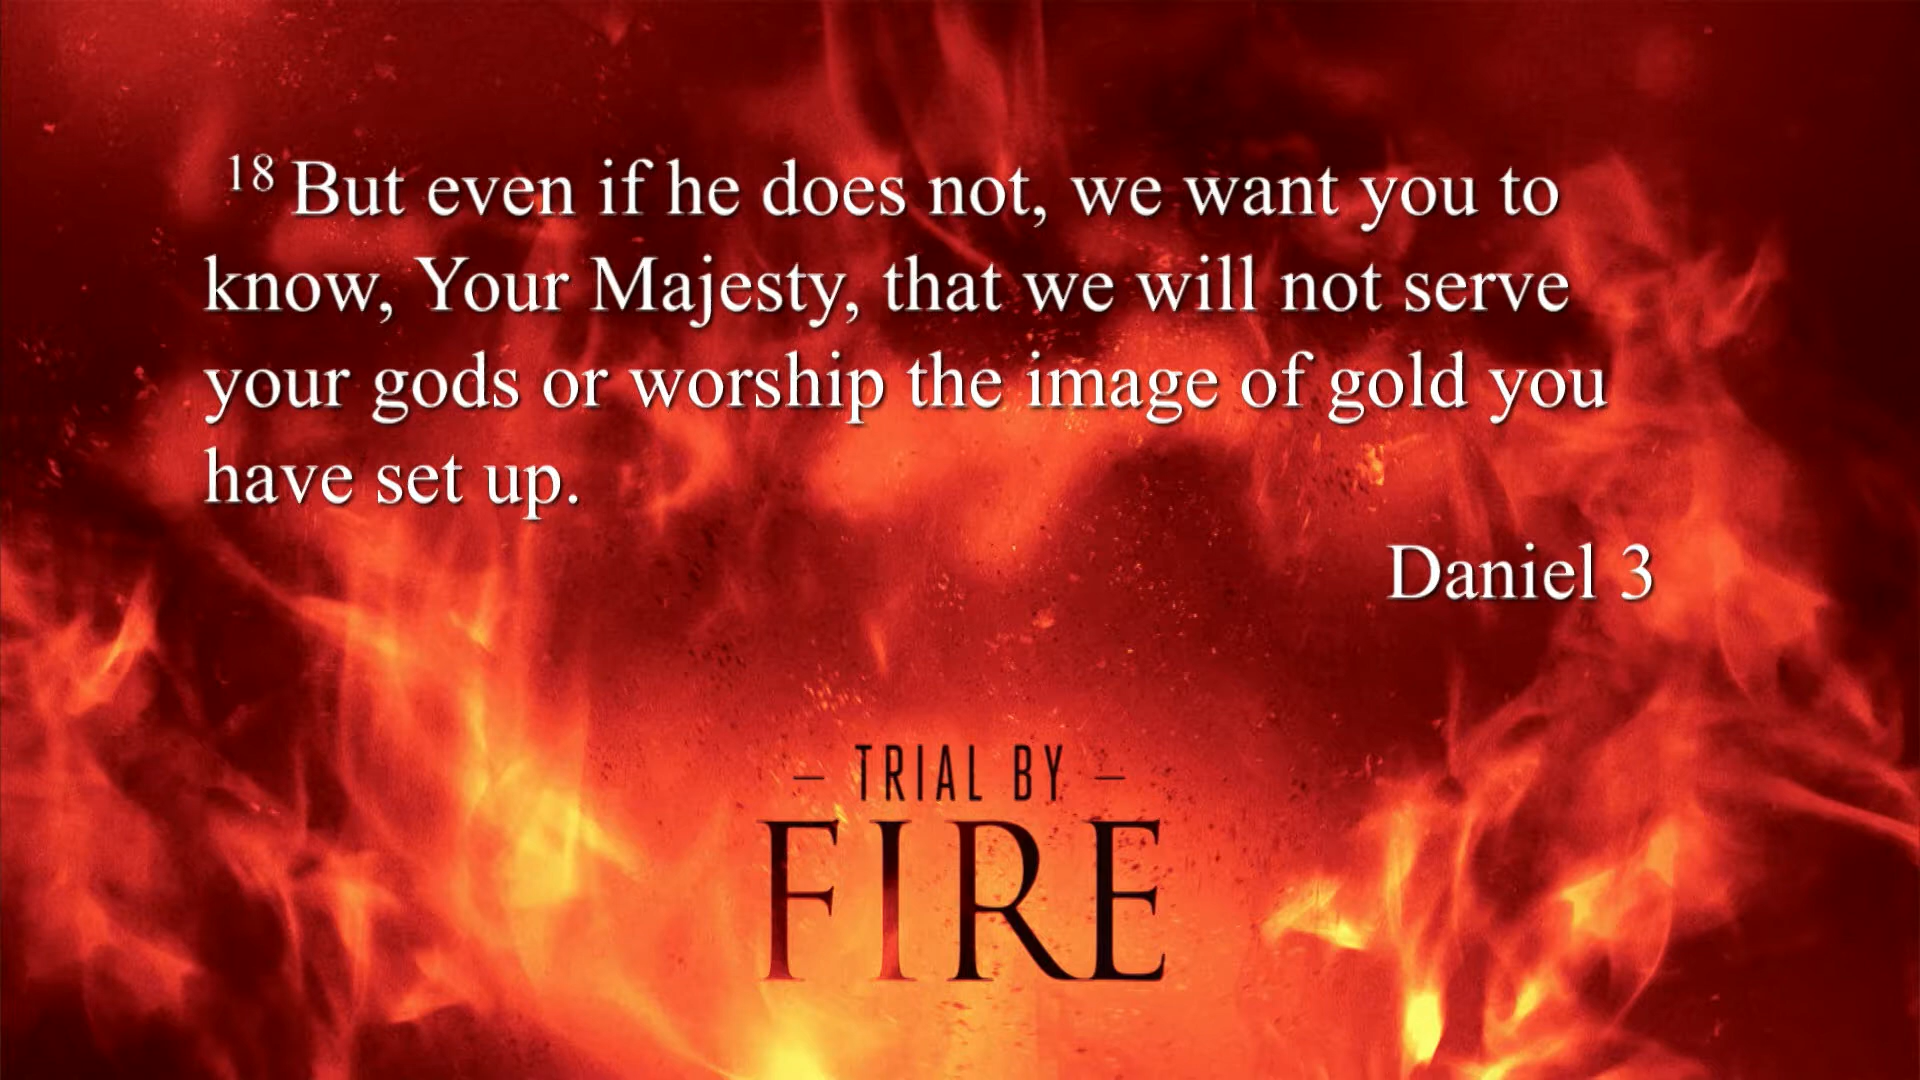 18 But even if he does not, we want you to
know, Your Majesty, that we will not serve
your gods or worship the image of gold you
have set up.
Daniel 3
– TRIAL BY –
FIRE